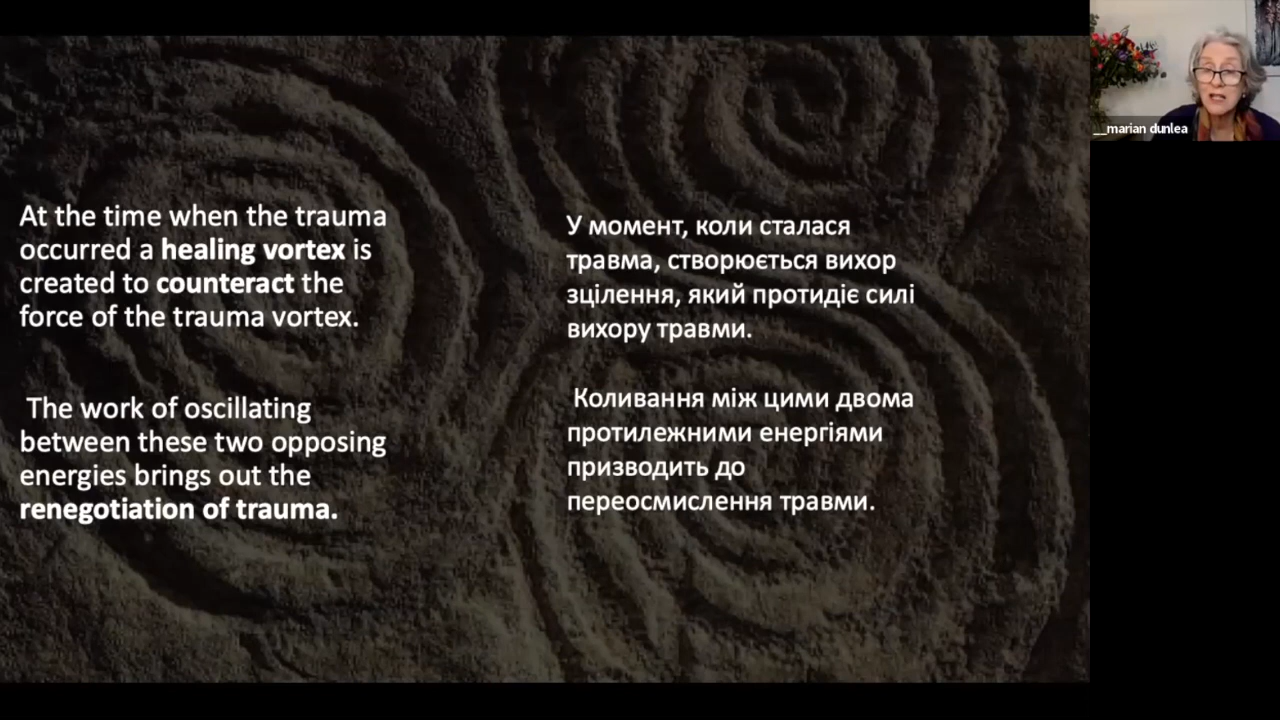 At the time when the trauma
occurred a healing vortex is
created to counteract the
force of the trauma vortex.
The work of oscillating
between these two opposing
energies brings out the
renegotiation of trauma.
У момент, коли сталася
травма, створюється вихор
зцілення, який протидіє силі
вихору травми.
Коливання між цими двома
протилежними енергіями
призводить до
переосмислення травми.
__marian dunlea